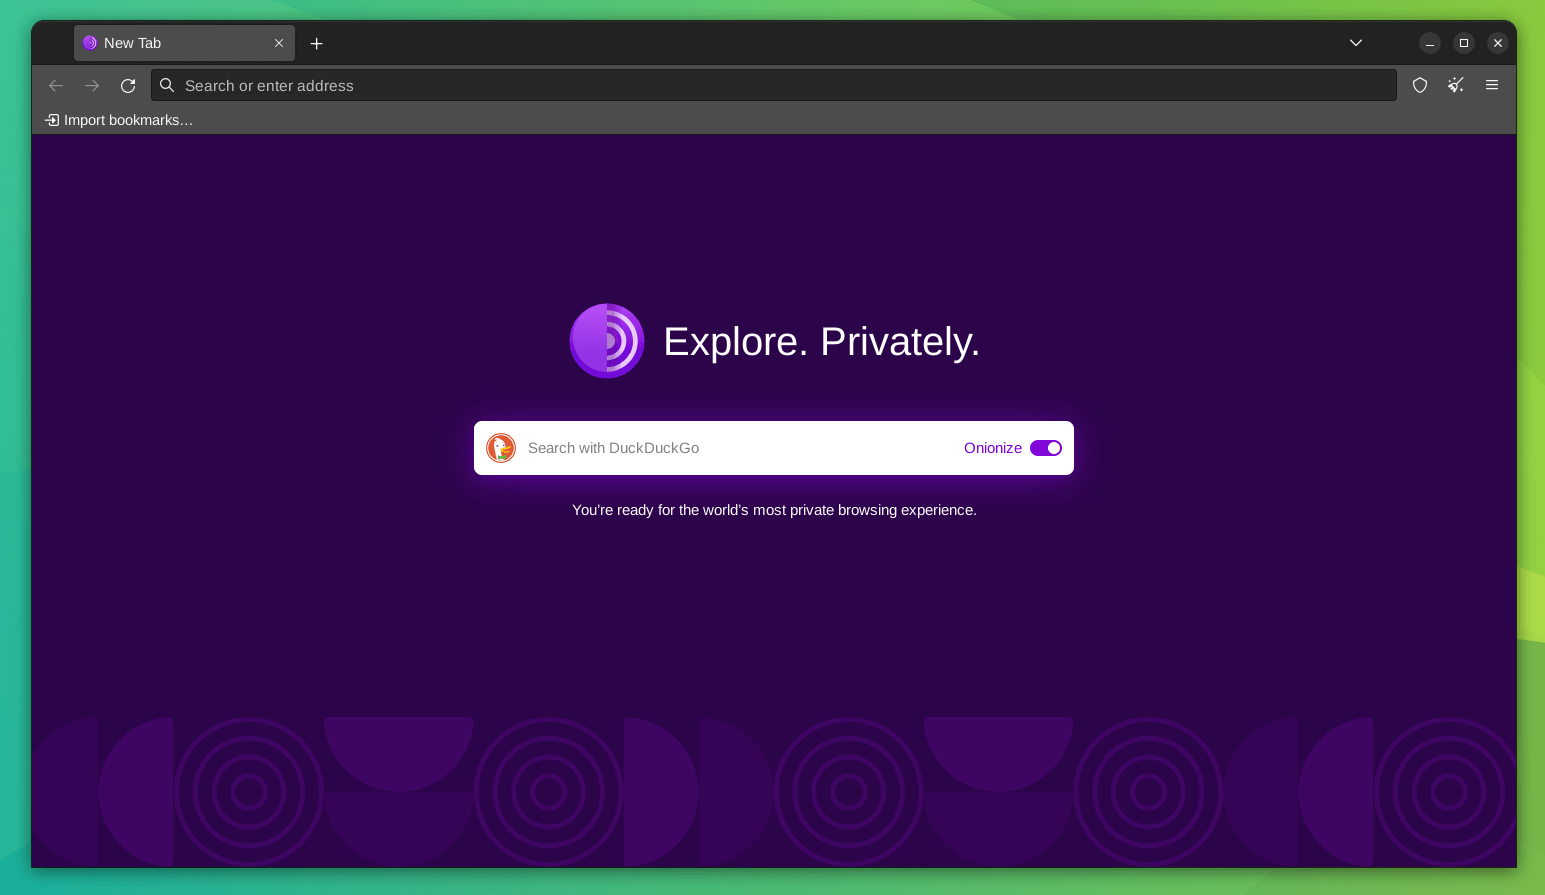 New Tab
Search or enter address
Import bookmarks…
Explore. Privately.
Search with DuckDuckGo
Onionize
You’re ready for the world’s most private browsing experience.